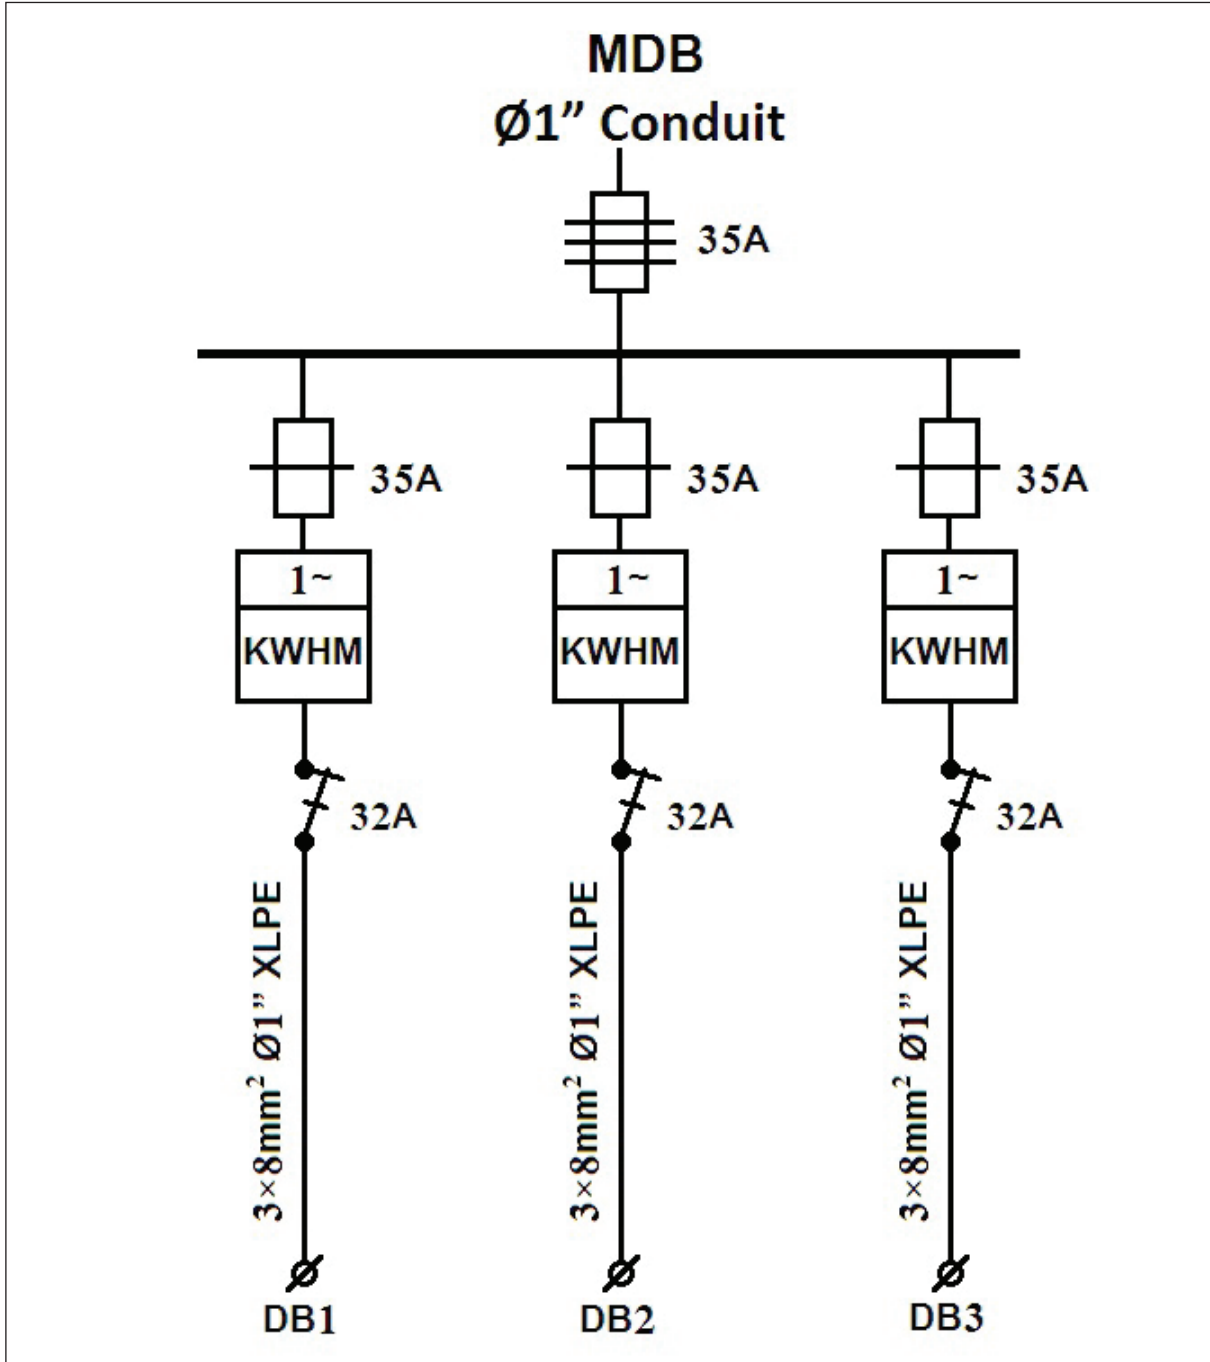 MDB
Ø1” Conduit
35A
35A
35A
35A
1~
1~
1~
KWHM
KWHM
KWHM
32A
32A
32A
3×8mm² Ø1” XLPE
3×8mm² Ø1” XLPE
3×8mm² Ø1” XLPE
DB1
DB2
DB3